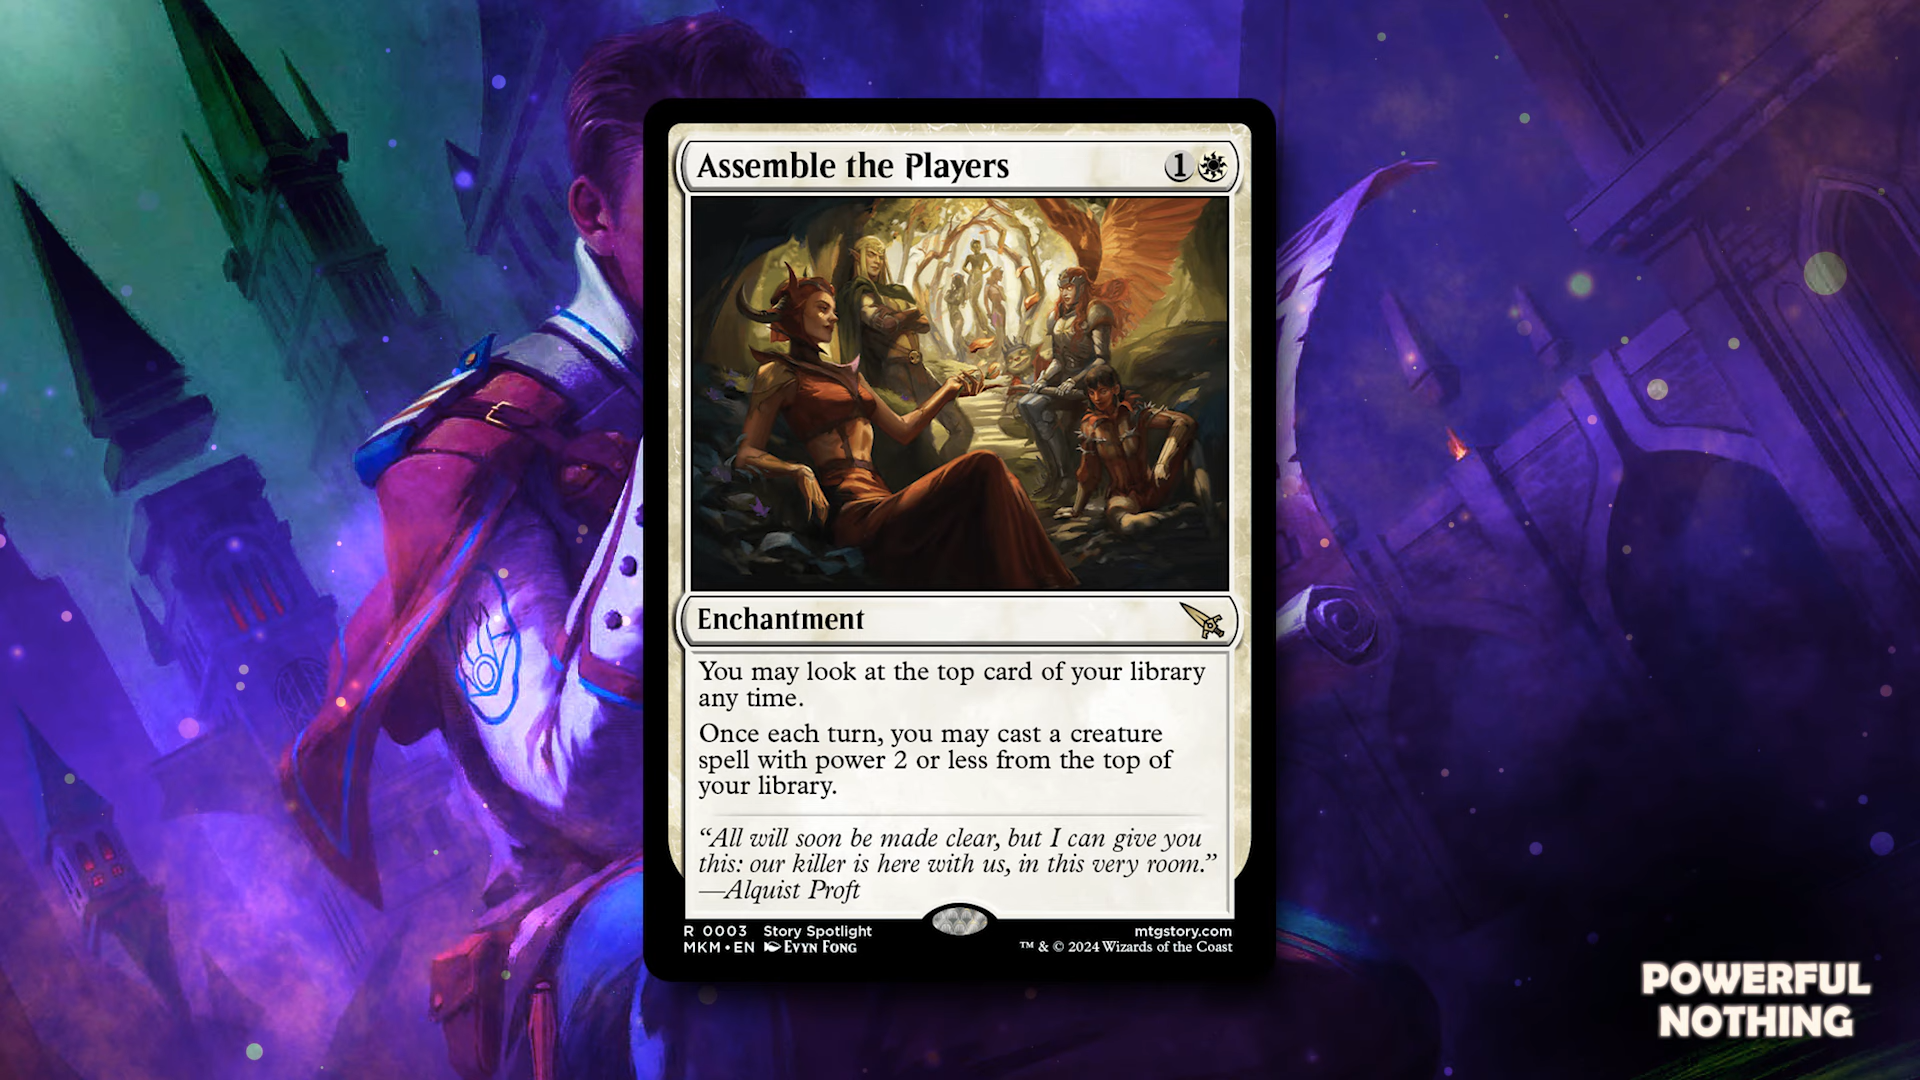 Assemble the Players
1
Enchantment
You may look at the top card of your library
any time.
Once each turn, you may cast a creature
spell with power 2 or less from the top of
your library.
“All will soon be made clear, but I can give you
this: our killer is here with us, in this very room.”
—Alquist Proft
R 0003 Story Spotlight
mtgstory.com
MKM • EN Evyn Fong
™ & © 2024 Wizards of the Coast
POWERFUL
NOTHING